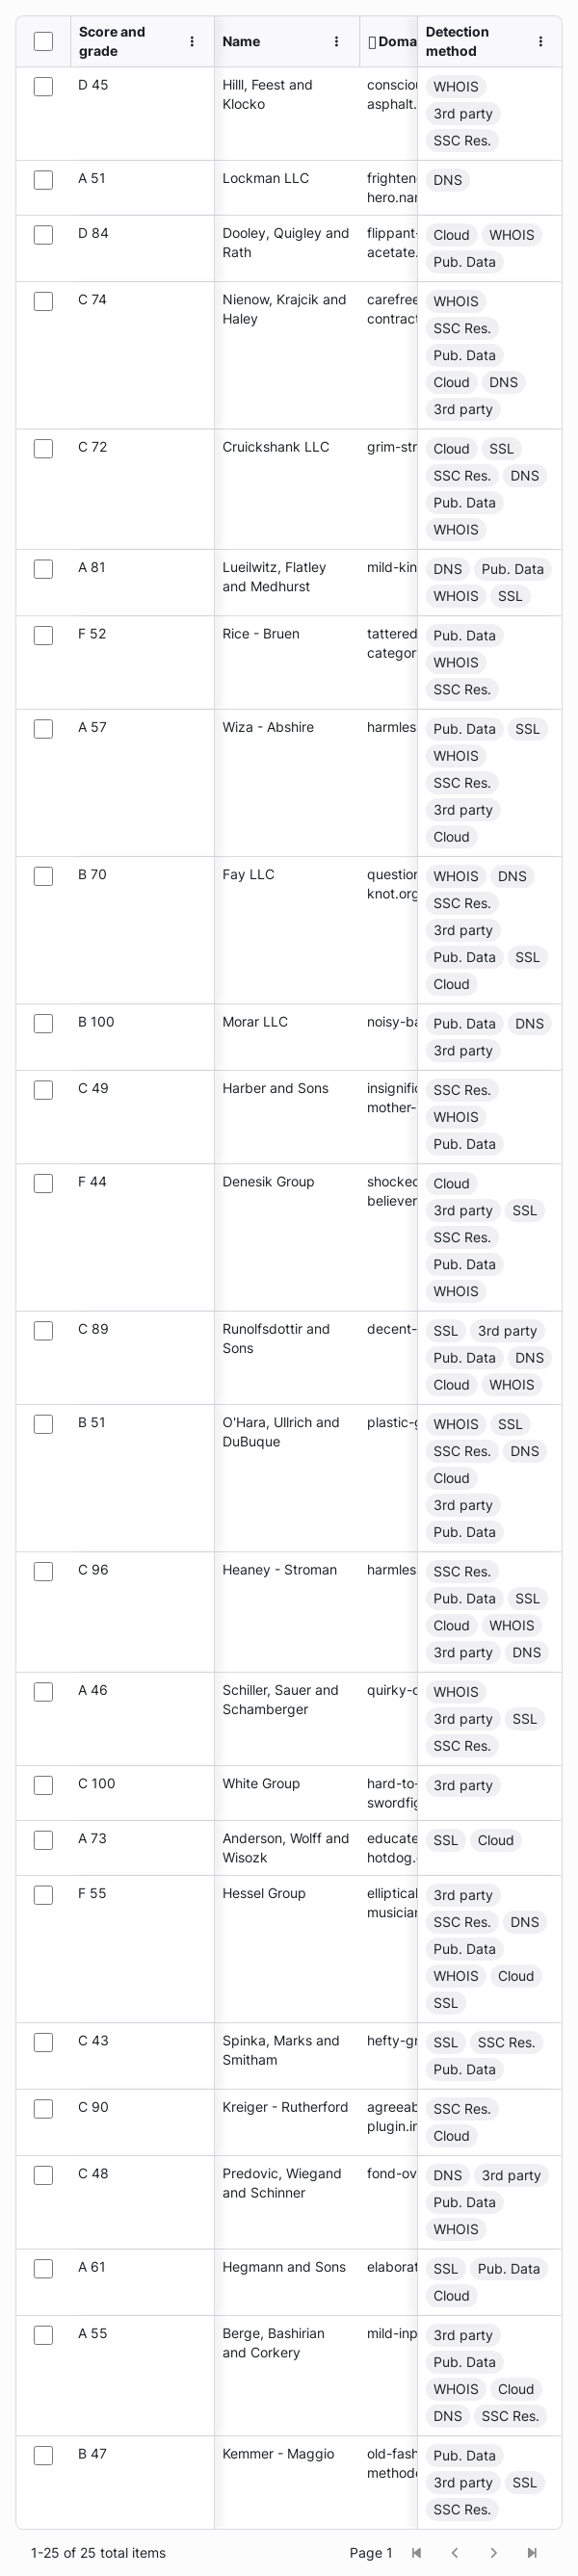 Score and grade Name Doma Detection method
D 45 Hilll, Feest and Klocko asphalt. WHOIS 3rd party SSC Res.
A 51 Lockman LLC DNS
D 84 Dooley, Quigley and Rath acetate. Cloud WHOIS Pub. Data
C 74 Nienow, Krajcik and Haley carefree contract WHOIS SSC Res. Pub. Data Cloud DNS 3rd party
C 72 Cruickshank LLC grim-str Cloud SSL SSC Res. DNS Pub. Data WHOIS
A 81 Lueilwitz, Flatley and Medhurst mild-kin DNS Pub. Data WHOIS SSL
F 52 Rice - Bruen tattered categor Pub. Data WHOIS SSC Res.
A 57 Wiza - Abshire harmles Pub. Data SSL WHOIS SSC Res. 3rd party Cloud
B 70 Fay LLC question knot.org WHOIS DNS SSC Res. 3rd party Pub. Data SSL Cloud
B 100 Morar LLC noisy-ba Pub. Data DNS 3rd party
C 49 Harber and Sons insignific mother- SSC Res. WHOIS Pub. Data
F 44 Denesik Group shocked believer Cloud 3rd party SSL SSC Res. Pub. Data WHOIS
C 89 Runolfsdottir and Sons decent- SSL 3rd party Pub. Data DNS Cloud WHOIS
B 51 O'Hara, Ullrich and DuBuque plastic-g WHOIS SSL SSC Res. DNS Cloud 3rd party Pub. Data
C 96 Heaney - Stroman harmles SSC Res. Pub. Data SSL Cloud WHOIS 3rd party DNS
A 46 Schiller, Sauer and Schamberger quirky-c WHOIS 3rd party SSL SSC Res.
C 100 White Group hard-to- swordfig 3rd party
A 73 Anderson, Wolff and Wisozk educate hotdog. SSL Cloud
F 55 Hessel Group elliptical musician 3rd party SSC Res. DNS Pub. Data WHOIS Cloud SSL
C 43 Spinka, Marks and Smitham hefty-gr SSL SSC Res. Pub. Data
C 90 Kreiger - Rutherford agreeab plugin.in SSC Res. Cloud
C 48 Predovic, Wiegand and Schinner fond-ov DNS 3rd party Pub. Data WHOIS
A 61 Hegmann and Sons elaborat SSL Pub. Data Cloud
A 55 Berge, Bashirian and Corkery mild-inp 3rd party Pub. Data WHOIS Cloud DNS SSC Res.
B 47 Kemmer - Maggio old-fash methodo Pub. Data 3rd party SSL SSC Res.
1-25 of 25 total items Page 1